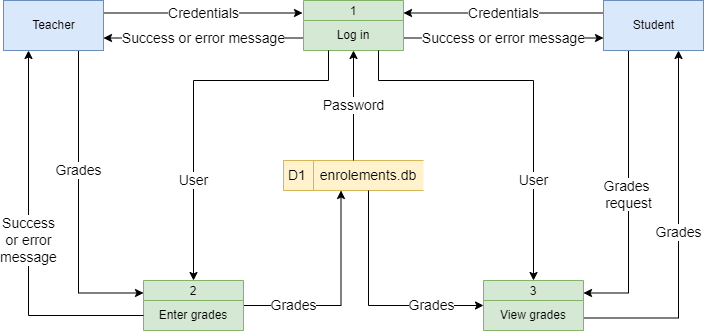 Teacher
Credentials
1
Credentials
Student
Success or error message
Log in
Success or error message
Password
Grades
User
D1
enrolements.db
User
Grades
request
Success
or error
message
Grades
2
Enter grades
Grades
Grades
3
View grades